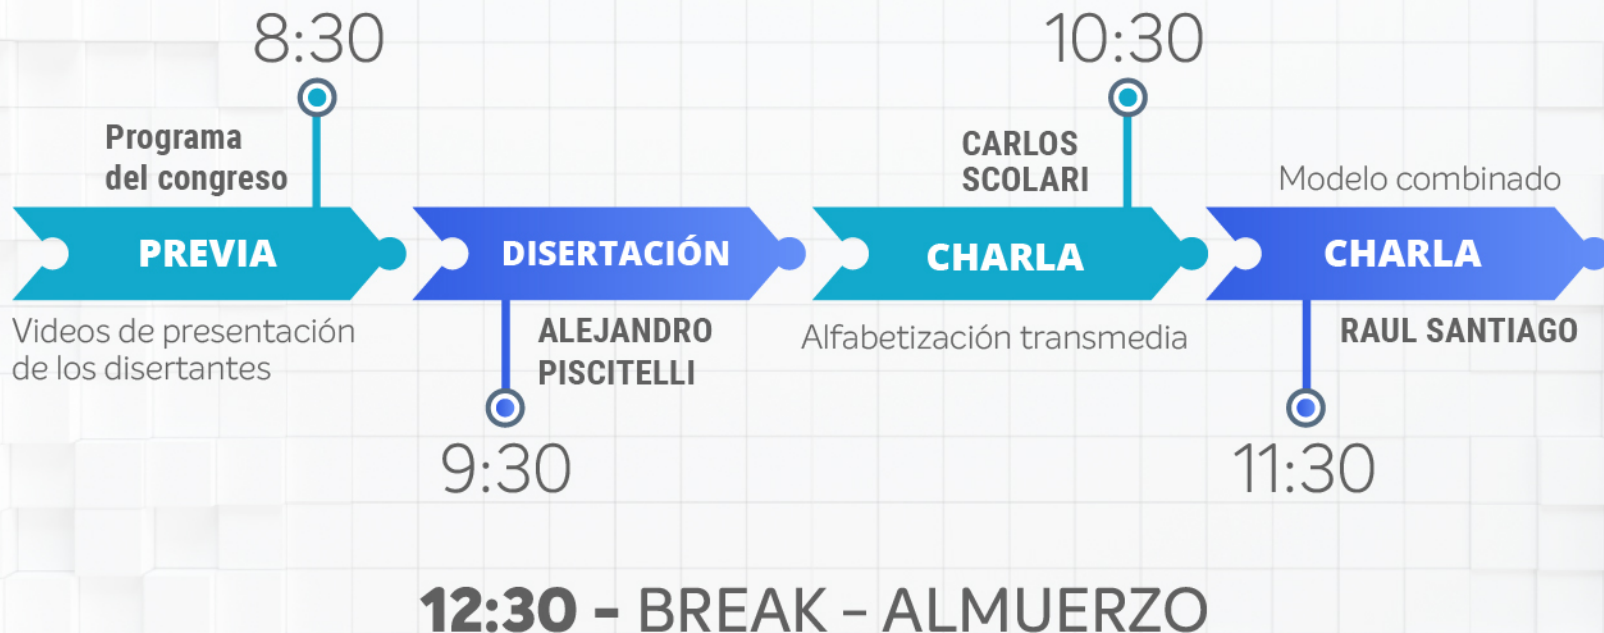 8:30
Programa
del congreso
PREVIA
Videos de presentación
de los disertantes
DISERTACIÓN
ALEJANDRO
PISCITELLI
9:30
10:30
CARLOS
SCOLARI
CHARLA
Alfabetización transmedia
Modelo combinado
CHARLA
RAUL SANTIAGO
11:30
12:30 - BREAK - ALMUERZO